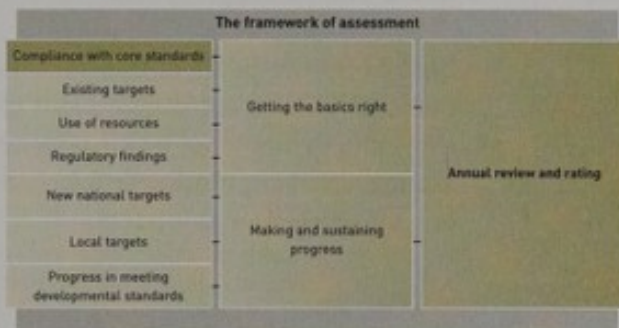 The framework of assessment
Compliance with core standards
Existing targets
Use of resources
Regulatory findings
New national targets
Local targets
Progress in meeting
developmental standards
Getting the basics right
Making and sustaining
progress
Annual review and rating